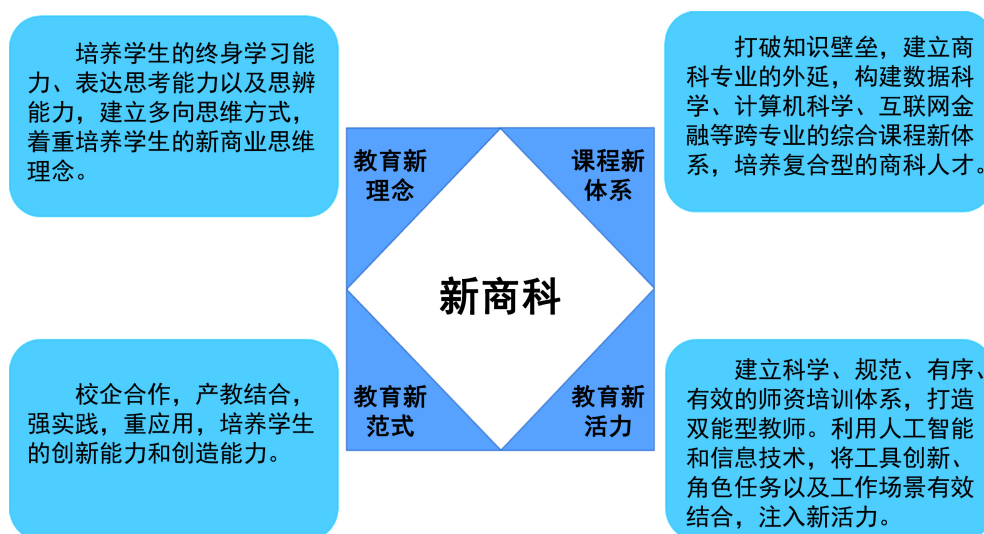 培养学生的终身学习能
力、表达思考能力以及思辨
能力，建立多向思维方式，
着重培养学生的新商业思维
理念。
打破知识壁垒，建立商
科专业的外延，构建数据科
学、计算机科学、互联网金
融等跨专业的综合课程新体
系，培养复合型的商科人才。
教育新
理念
课程新
体系
新商科
教育新
范式
教育新
活力
校企合作，产教结合，
强实践，重应用，培养学生
的创新能力和创造能力。
建立科学、规范、有序、
有效的师资培训体系，打造
双能型教师。利用人工智能
和信息技术，将工具创新、
角色任务以及工作场景有效
结合，注入新活力。